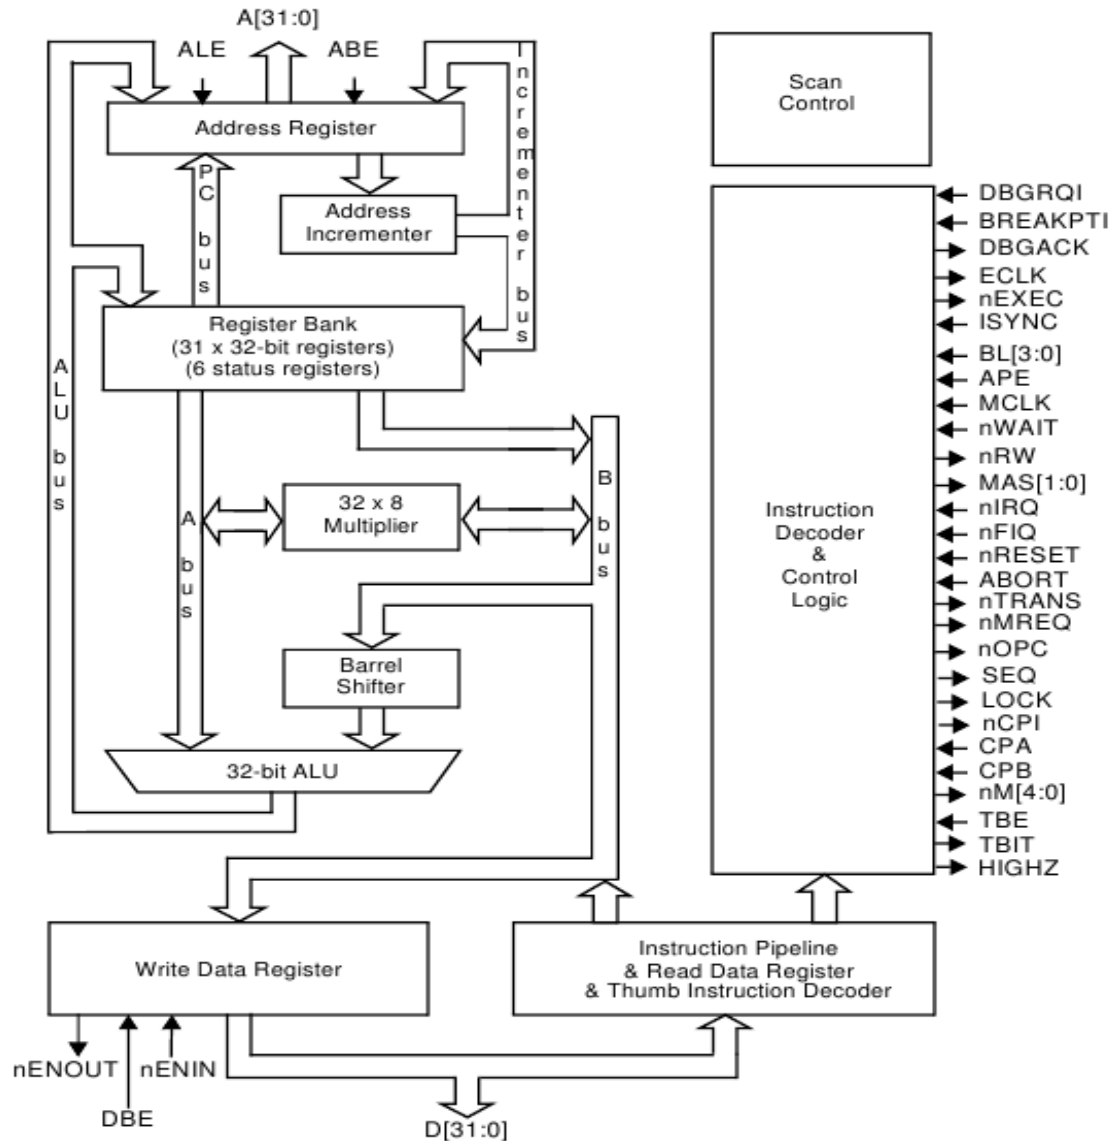 A[31:0]
ALE
ABE
Address Register
Scan
Control
PC bus
Incrementer bus
Address
Incrementer
Register Bank
(31 x 32-bit registers)
(6 status registers)
ALU bus
A bus
B bus
32 x 8
Multiplier
Barrel
Shifter
32-bit ALU
Instruction
Decoder
&
Control
Logic
DBGRQI
BREAKPTI
DBGACK
ECLK
nEXEC
ISYNC
BL[3:0]
APE
MCLK
nWAIT
nRW
MAS[1:0]
nIRQ
nFIQ
nRESET
ABORT
nTRANS
nMREQ
nOPC
SEQ
LOCK
nCPI
CPA
CPB
nM[4:0]
TBE
TBIT
HIGHZ
Write Data Register
Instruction Pipeline
& Read Data Register
& Thumb Instruction Decoder
nENOUT
nENIN
DBE
D[31:0]